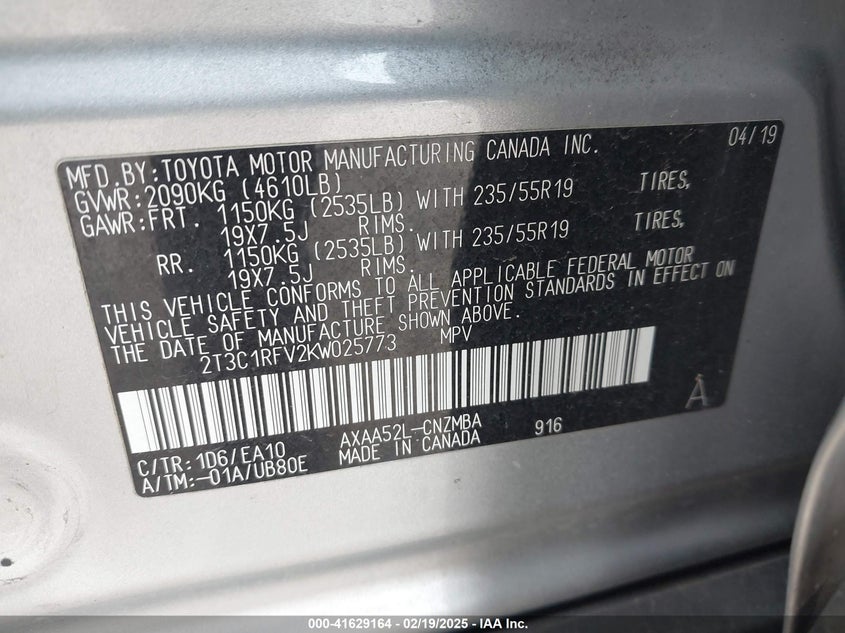 MFD. BY: TOYOTA MOTOR MANUFACTURING CANADA INC. 04/19
GVWR: 2090KG (4610LB)
GAWR: FRT. 1150KG (2535LB) WITH 235/55R19 TIRES,
19X7.5J RIMS.
RR. 1150KG (2535LB) WITH 235/55R19 TIRES,
19X7.5J RIMS.
THIS VEHICLE CONFORMS TO ALL APPLICABLE FEDERAL MOTOR
VEHICLE SAFETY AND THEFT PREVENTION STANDARDS IN EFFECT ON
THE DATE OF MANUFACTURE SHOWN ABOVE.
2T3C1RFV2KW025773 MPV
C/TR: 1D6/EA10 AXAA52L-CNZMBA 916 A
A/TM: -01A/UB80E MADE IN CANADA
000-41629164 - 02/19/2025 - IAA Inc.